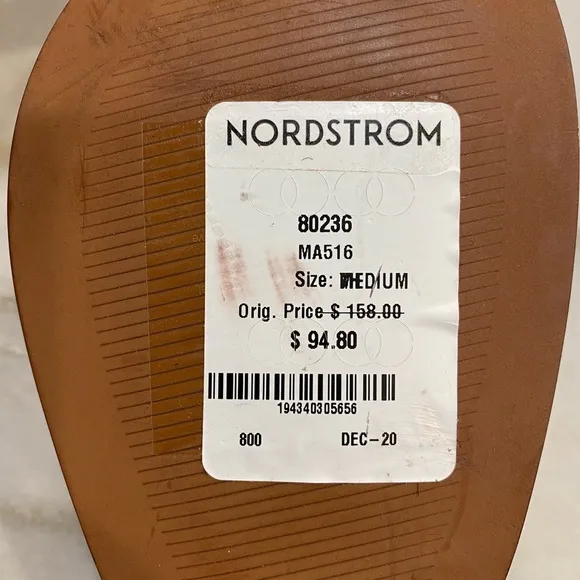 NORDSTROM
80236
MA516
Size: MEDIUM
Orig. Price $ 158.00
$ 94.80
194340305656
800 DEC-20